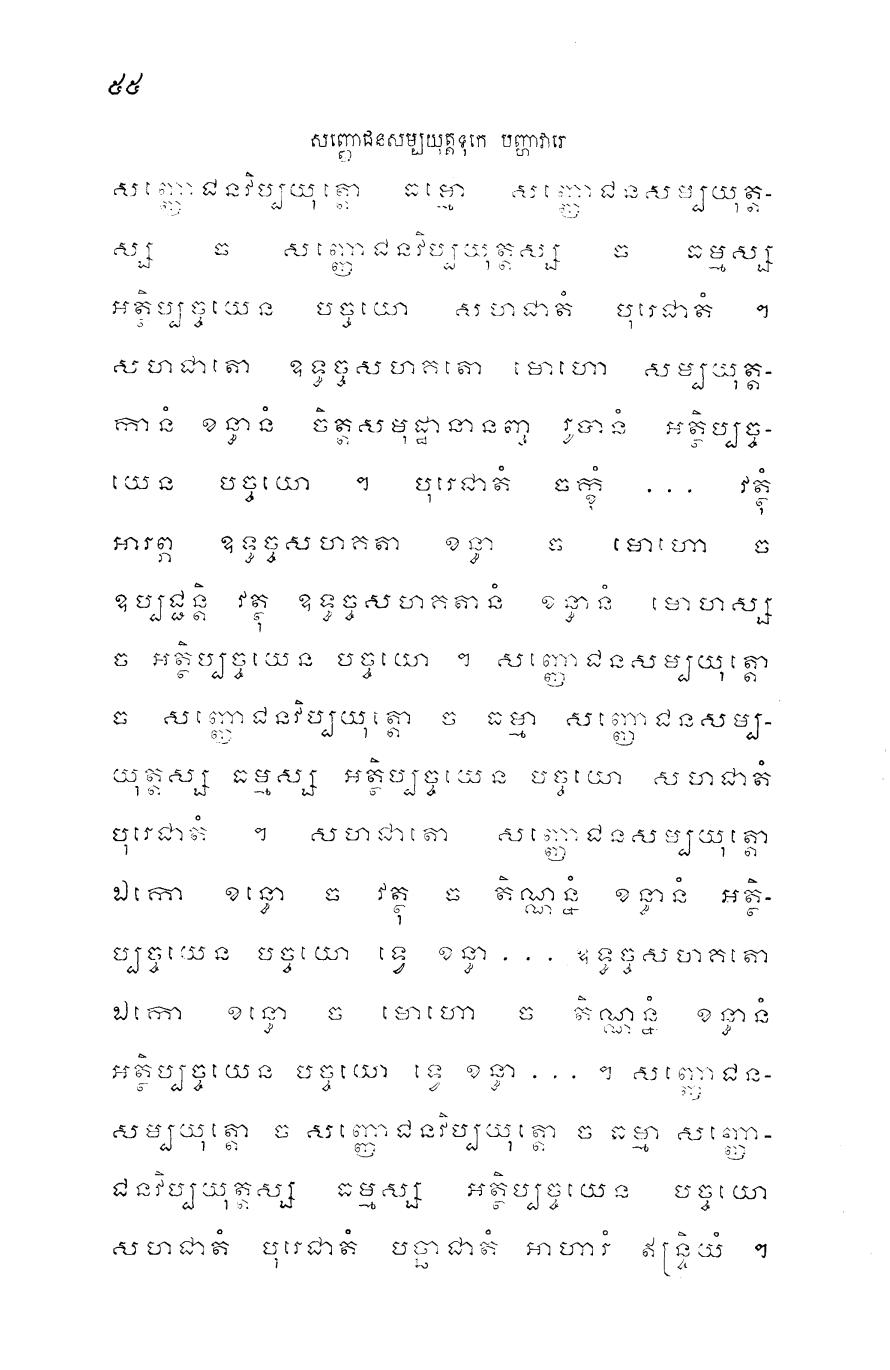 ៥៥
សញ្ញោជនសម្បយុត្តទុកេ បញ្ហាវារេ
សញ្ញោជនវិប្បយុត្តោ ធម្មោ សញ្ញោជនសម្បយុត្ត-
ស្ស ច សញ្ញោជនវិប្បយុត្តស្ស ច ធម្មស្ស
អត្ថិប្បច្ចយេន បច្ចយោ សហជាតំ បុរេជាតំ ។
សហជាតោ ឧទ្ធច្ចសហគតោ មោហោ សម្បយុត្ត-
កានំ ខន្ធានំ ចិត្តសមុដ្ឋានានញ្ច រូបានំ អត្ថិប្បច្ច-
យេន បច្ចយោ ។ បុរេជាតំ ចក្ខុំ ... វត្ថុំ
អារព្ភ ឧទ្ធច្ចសហគតា ខន្ធា ច មោហោ ច
ឧប្បជ្ជន្តិ វត្ថុ ឧទ្ធច្ចសហគតានំ ខន្ធានំ មោហស្ស
ច អត្ថិប្បច្ចយេន បច្ចយោ ។ សញ្ញោជនសម្បយុត្តោ
ច សញ្ញោជនវិប្បយុត្តោ ច ធម្មា សញ្ញោជនសម្ប-
យុត្តស្ស ធម្មស្ស អត្ថិប្បច្ចយេន បច្ចយោ សហជាតំ
បុរេជាតំ ។ សហជាតោ សញ្ញោជនសម្បយុត្តោ
ឯកោ ខន្ធោ ច វត្ថុ ច តិណ្ណន្នំ ខន្ធានំ អត្ថិ-
ប្បច្ចយេន បច្ចយោ ទ្វេ ខន្ធា ... ឧទ្ធច្ចសហគតោ
ឯកោ ខន្ធោ ច មោហោ ច តិណ្ណន្នំ ខន្ធានំ
អត្ថិប្បច្ចយេន បច្ចយោ ទ្វេ ខន្ធា ... ។ សញ្ញោជន-
សម្បយុត្តោ ច សញ្ញោជនវិប្បយុត្តោ ច ធម្មា សញ្ញោ-
ជនវិប្បយុត្តស្ស ធម្មស្ស អត្ថិប្បច្ចយេន បច្ចយោ
សហជាតំ បុរេជាតំ បច្ឆាជាតំ អាហារំ ឥន្ទ្រិយំ ។